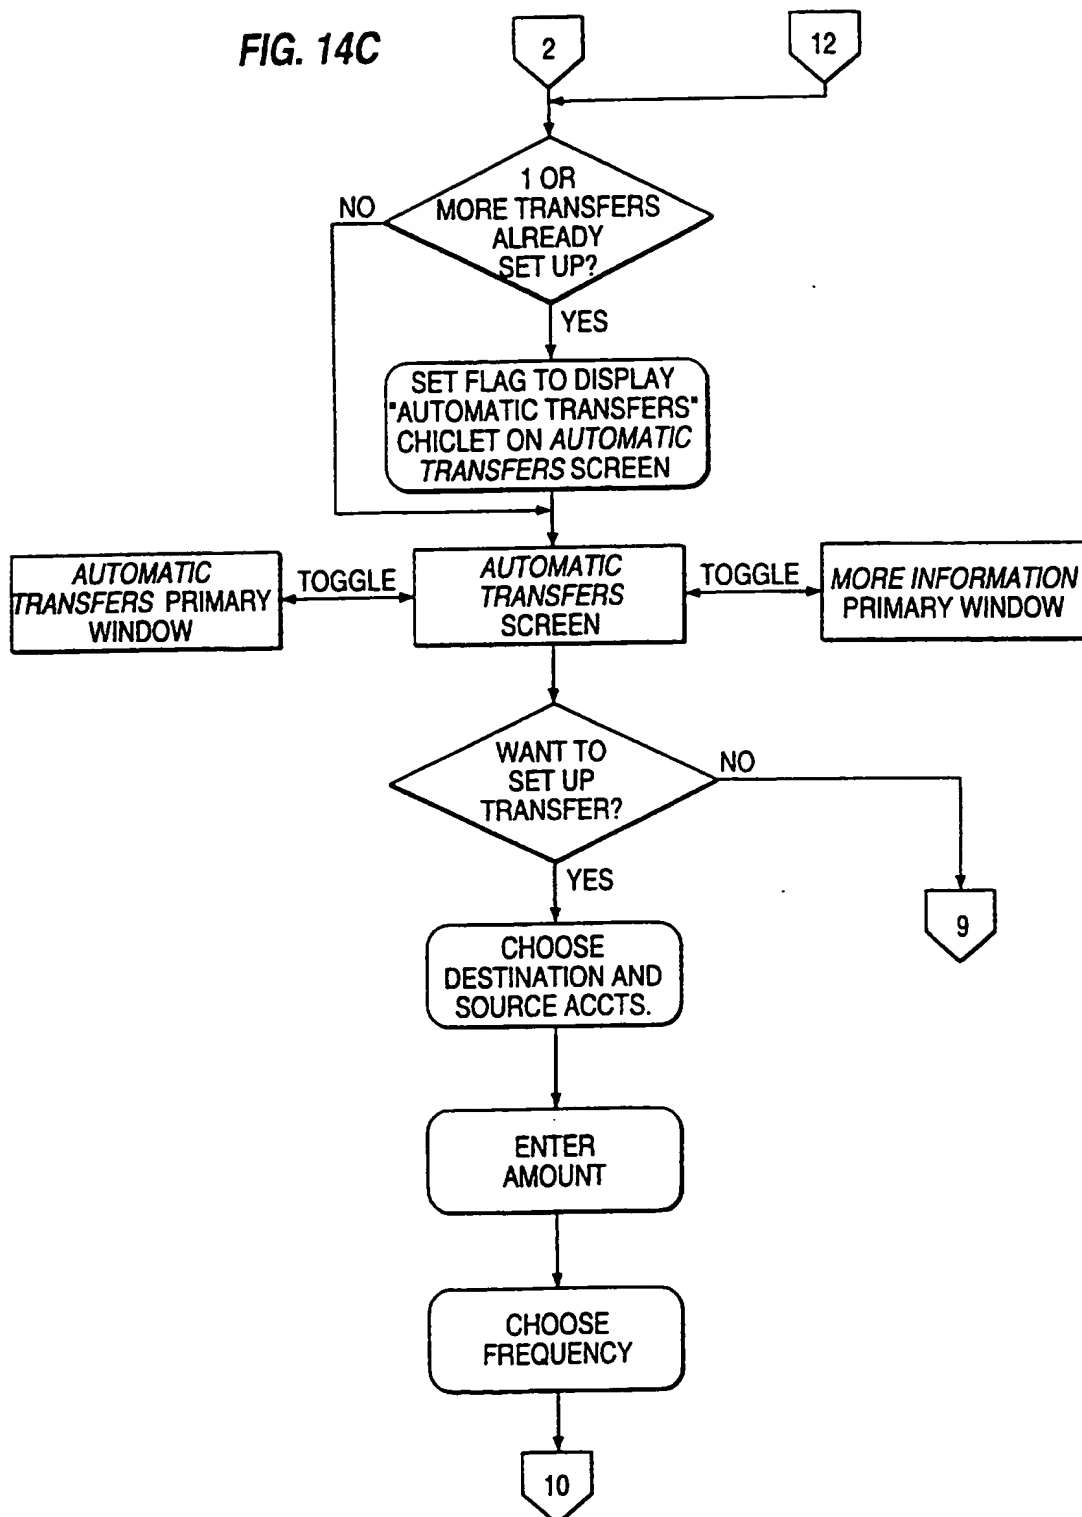 FIG. 14C
2
12
1 OR
MORE TRANSFERS
ALREADY
SET UP?
NO
YES
SET FLAG TO DISPLAY
"AUTOMATIC TRANSFERS"
CHICLET ON AUTOMATIC
TRANSFERS SCREEN
AUTOMATIC
TRANSFERS PRIMARY
WINDOW
TOGGLE
AUTOMATIC
TRANSFERS
SCREEN
TOGGLE
MORE INFORMATION
PRIMARY WINDOW
WANT TO
SET UP
TRANSFER?
NO
YES
9
CHOOSE
DESTINATION AND
SOURCE ACCTS.
ENTER
AMOUNT
CHOOSE
FREQUENCY
10